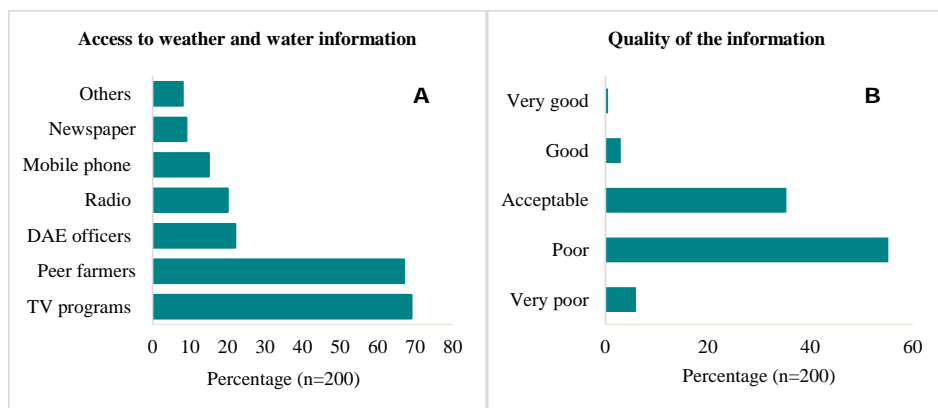 Access to weather and water information
A
Others
Newspaper
Mobile phone
Radio
DAE officers
Peer farmers
TV programs
0 10 20 30 40 50 60 70 80
Percentage (n=200)
Quality of the information
B
Very good
Good
Acceptable
Poor
Very poor
0 20 40 60
Percentage (n=200)